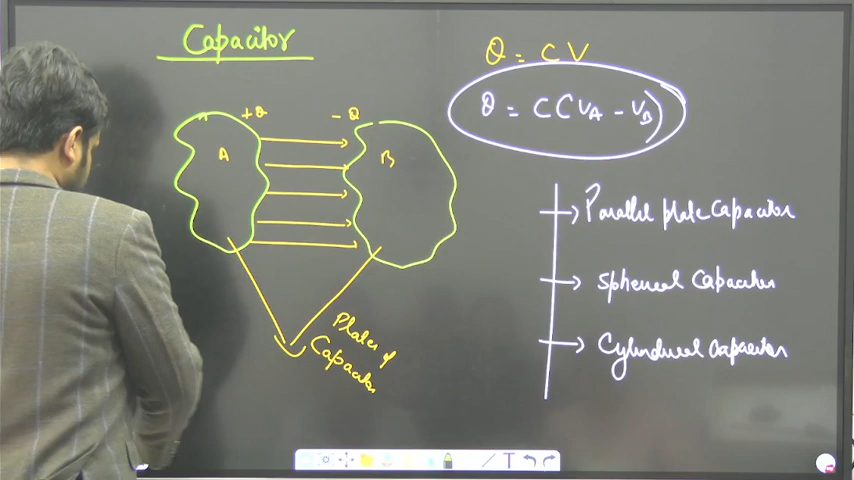 Capacitor
Q = CV
Q = C (VA - VB)
+Q
- Q
A
B
Parallel plate Capacitor
Spherical Capacitor
Cylindrical Capacitor
Plates of
Capacitor
T